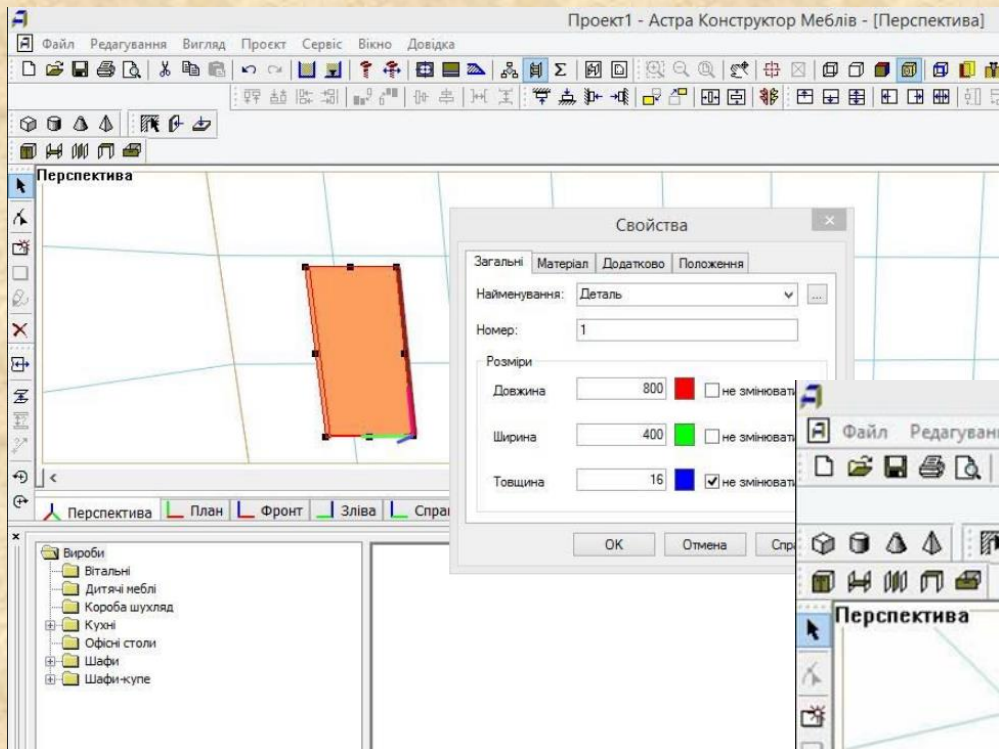 Проект1 - Астра Конструктор Меблів - [Перспектива]
Файл Редагування Вигляд Проєкт Сервіс Вікно Довідка
Перспектива
Свойства
Загальні Матеріал Додатково Положення
Найменування: Деталь ...
Номер: 1
Розміри
Довжина 800 не змінювати
Ширина 400 не змінювати
Товщина 16 не змінювати
OK Отмена Спра
Перспектива План Фронт Зліва Спра
Вироби
Вітальні
Дитячі меблі
Короба шухляд
Кухні
Офісні столи
Шафи
Шафи-купе
Файл Редагуван
Перспектива